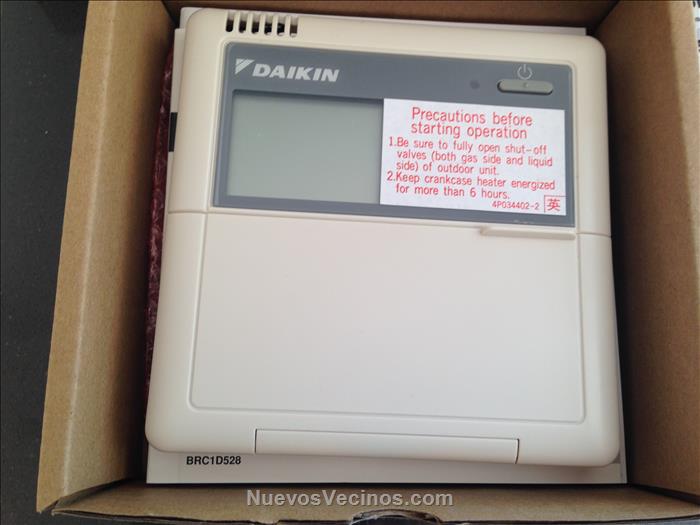 DAIKIN
Precautions before
starting operation
1.Be sure to fully open shut-off
valves (both gas side and liquid
side) of outdoor unit.
2.Keep crankcase heater energized
for more than 6 hours.
4P034402-2 英
BRC1D528
NuevosVecinos.com